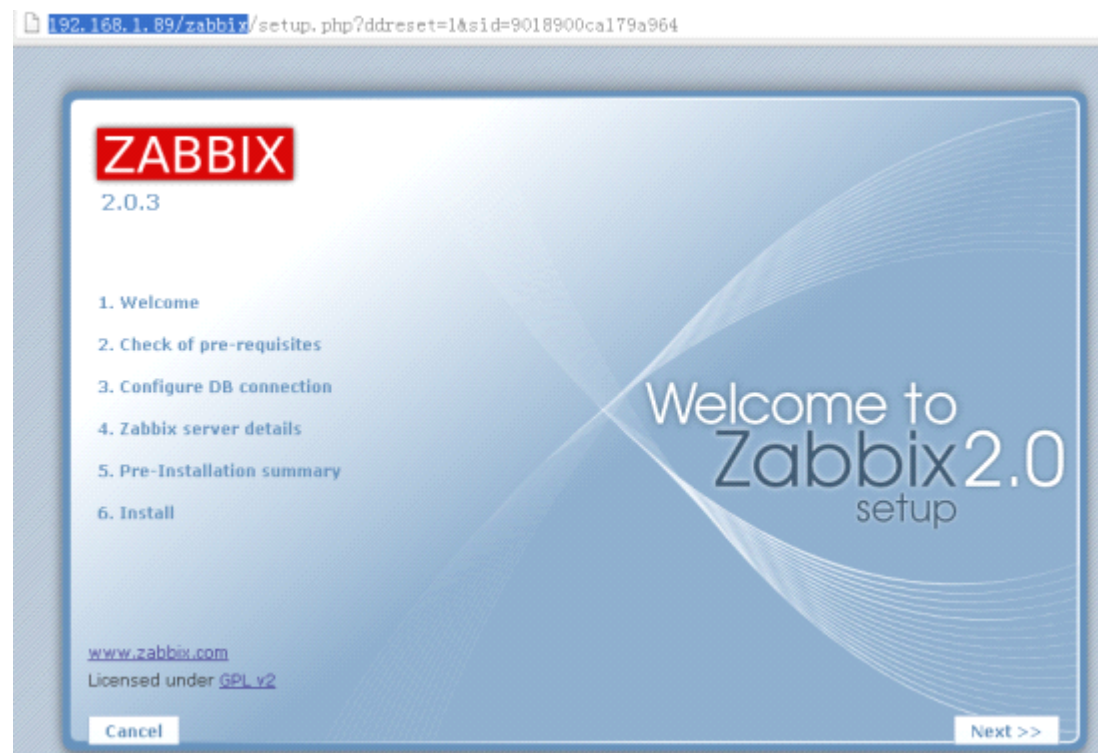 192.168.1.89/zabbix/setup.php?ddreset=1&sid=9018900ca179a964
ZABBIX
2.0.3
1. Welcome
2. Check of pre-requisites
3. Configure DB connection
4. Zabbix server details
5. Pre-Installation summary
6. Install
Welcome to
Zabbix 2.0
setup
www.zabbix.com
Licensed under GPL v2
Cancel
Next >>